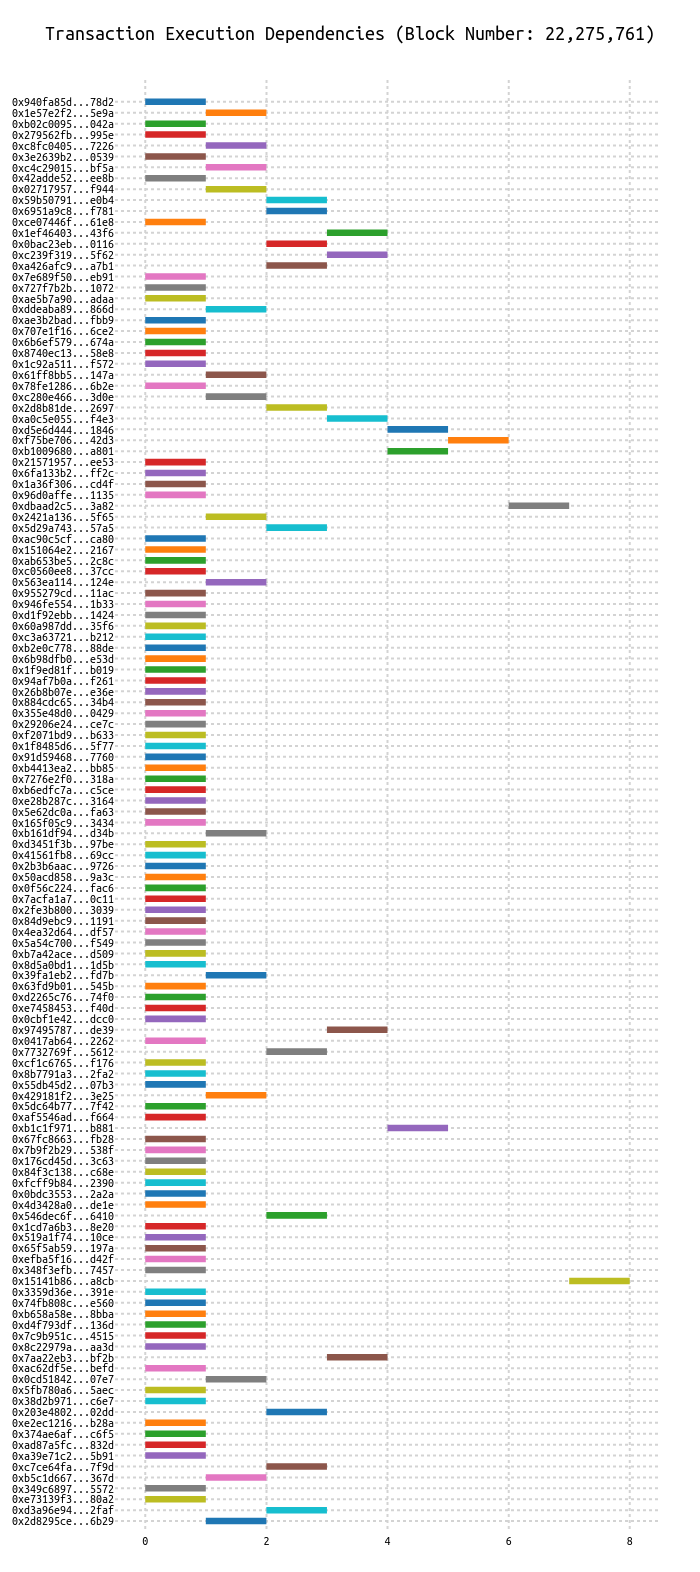 Transaction Execution Dependencies (Block Number: 22,275,761)
0x940fa85d...78d2
0x1e57e2f2...5e9a
0xb02c0095...042a
0x279562fb...995e
0xc8fc0405...7226
0x3e2639b2...0539
0xc4c29015...bf5a
0x42adde52...ee8b
0x02717957...f944
0x59b50791...e0b4
0x6951a9c8...f781
0xce07446f...61e8
0x1ef46403...43f6
0x0bac23eb...0116
0xc239f319...5f62
0xa426afc9...a7b1
0x7e689f50...eb91
0x727f7b2b...1072
0xae5b7a90...adaa
0xddeaba89...866d
0xae3b2bad...fbb9
0x707e1f16...6ce2
0x6b6ef579...674a
0x8740ec13...58e8
0x1c92a511...f572
0x61ff8bb5...147a
0x78fe1286...6b2e
0xc280e466...3d0e
0x2d8b81de...2697
0xa0c5e055...f4e3
0xd5e6d444...1846
0xf75be706...42d3
0xb1009680...a801
0x21571957...ee53
0x6fa133b2...ff2c
0x1a36f306...cd4f
0x96d0affe...1135
0xdbaad2c5...3a82
0x2421a136...5f65
0x5d29a743...57a5
0xac90c5cf...ca80
0x151064e2...2167
0xab653be5...2c8c
0xc0560ee8...37cc
0x563ea114...124e
0x955279cd...11ac
0x946fe554...1b33
0xd1f92ebb...1424
0x60a987dd...35f6
0xc3a63721...b212
0xb2e0c778...88de
0x6b98dfb0...e53d
0x1f9ed81f...b019
0x94af7b0a...f261
0x26b8b07e...e36e
0x884cdc65...34b4
0x355e48d0...0429
0x29206e24...ce7c
0xf2071bd9...b633
0x1f8485d6...5f77
0x91d59468...7760
0xb4413ea2...bb85
0x7276e2f0...318a
0xb6edfc7a...c5ce
0xe28b287c...3164
0x5e62dc0a...fa63
0x165f05c9...3434
0xb161df94...d34b
0xd3451f3b...97be
0x41561fb8...69cc
0x2b3b6aac...9726
0x50acd858...9a3c
0x0f56c224...fac6
0x7acfa1a7...0c11
0x2fe3b800...3039
0x84d9ebc9...1191
0x4ea32d64...df57
0x5a54c700...f549
0xb7a42ace...d509
0x8d5a0bd1...1d5b
0x39fa1eb2...fd7b
0x63fd9b01...545b
0xd2265c76...74f0
0xe7458453...f40d
0x0cbf1e42...dcc0
0x97495787...de39
0x0417ab64...2262
0x7732769f...5612
0xcf1c6765...f176
0x8b7791a3...2fa2
0x55db45d2...07b3
0x429181f2...3e25
0x5dc64b77...7f42
0xaf5546ad...f664
0xb1c1f971...b881
0x67fc8663...fb28
0x7b9f2b29...538f
0x176cd45d...3c63
0x84f3c138...c68e
0xfcff9b84...2390
0x0bdc3553...2a2a
0x4d3428a0...de1e
0x546dec6f...6410
0x1cd7a6b3...8e20
0x519a1f74...10ce
0x65f5ab59...197a
0xefba5f16...d42f
0x348f3efb...7457
0x15141b86...a8cb
0x3359d36e...391e
0x74fb808c...e560
0xb658a58e...8bba
0xd4f793df...136d
0x7c9b951c...4515
0x8c22979a...aa3d
0x7aa22eb3...bf2b
0xac62df5e...befd
0x0cd51842...07e7
0x5fb780a6...5aec
0x38d2b971...c6e7
0x203e4802...02dd
0xe2ec1216...b28a
0x374ae6af...c6f5
0xad87a5fc...832d
0xa39e71c2...5b91
0xc7ce64fa...7f9d
0xb5c1d667...367d
0x349c6897...5572
0xe73139f3...80a2
0xd3a96e94...2faf
0x2d8295ce...6b29
0 2 4 6 8